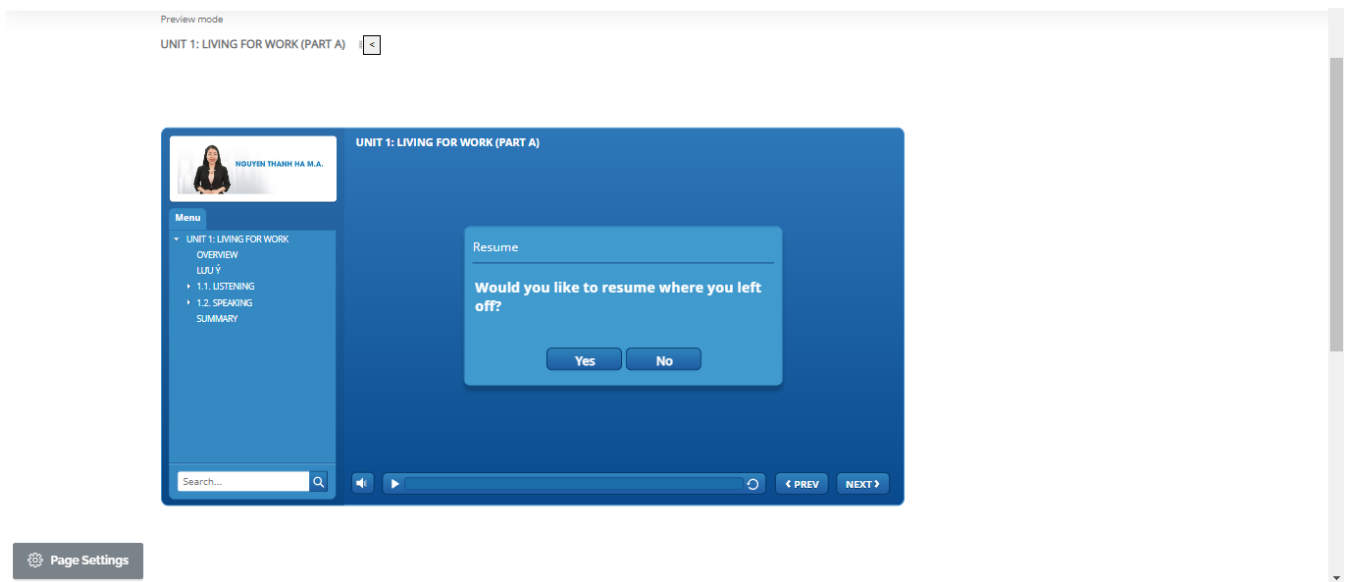 Preview mode
UNIT 1: LIVING FOR WORK (PART A)
<
NGUYEN THANH HA M.A.
UNIT 1: LIVING FOR WORK (PART A)
Menu
UNIT 1: LIVING FOR WORK
OVERVIEW
LƯU Ý
1.1. LISTENING
1.2. SPEAKING
SUMMARY
Resume
Would you like to resume where you left
off?
Yes No
Search...
PREV NEXT
Page Settings